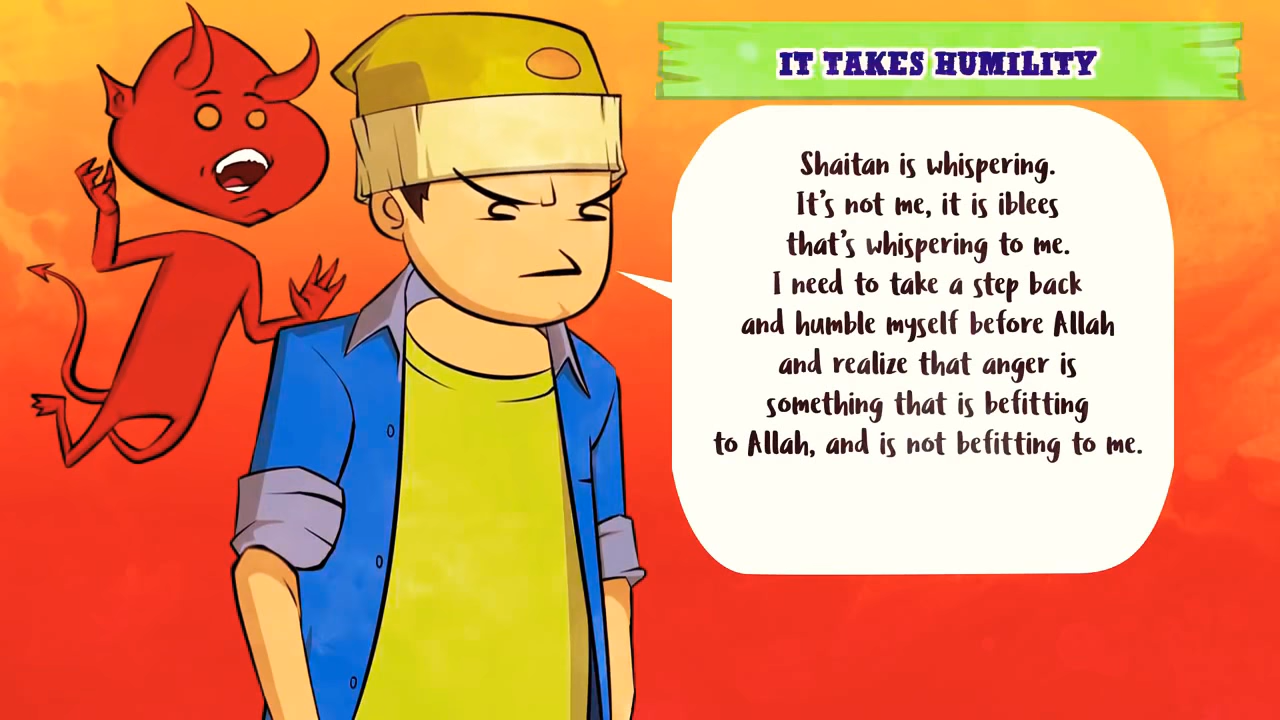 IT TAKES HUMILITY
Shaitan is whispering.
It's not me, it is iblees
that's whispering to me.
I need to take a step back
and humble myself before Allah
and realize that anger is
something that is befitting
to Allah, and is not befitting to me.